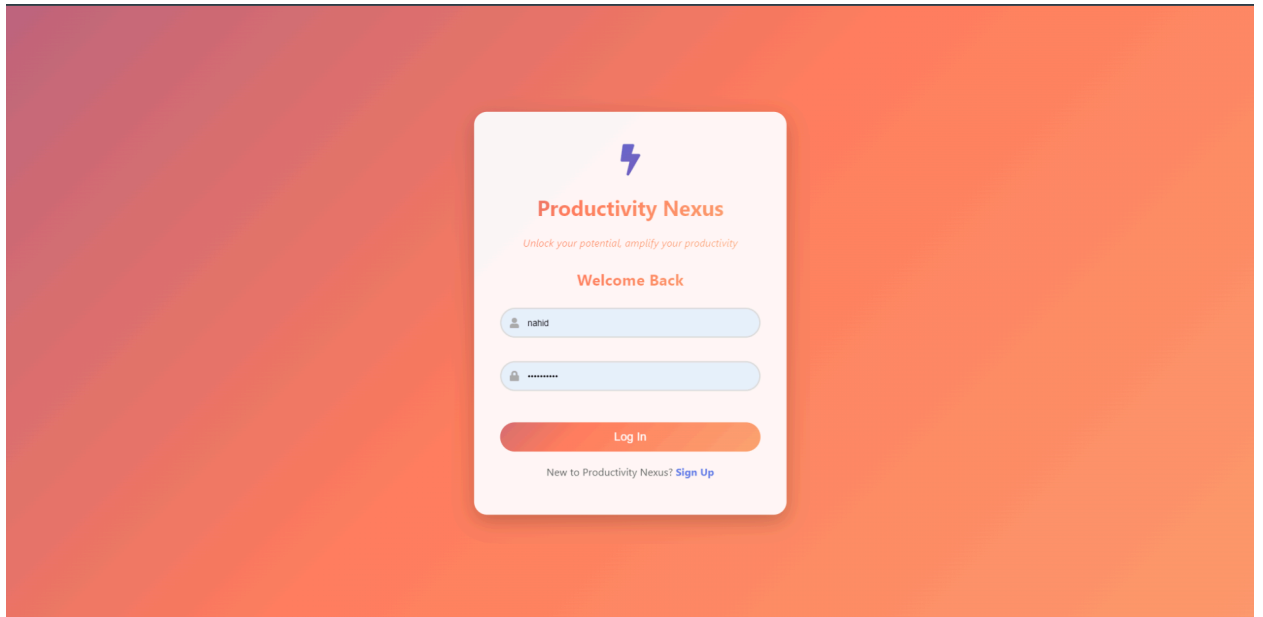 Productivity Nexus
Unlock your potential, amplify your productivity
Welcome Back
nahid
••••••••••
Log In
New to Productivity Nexus? Sign Up